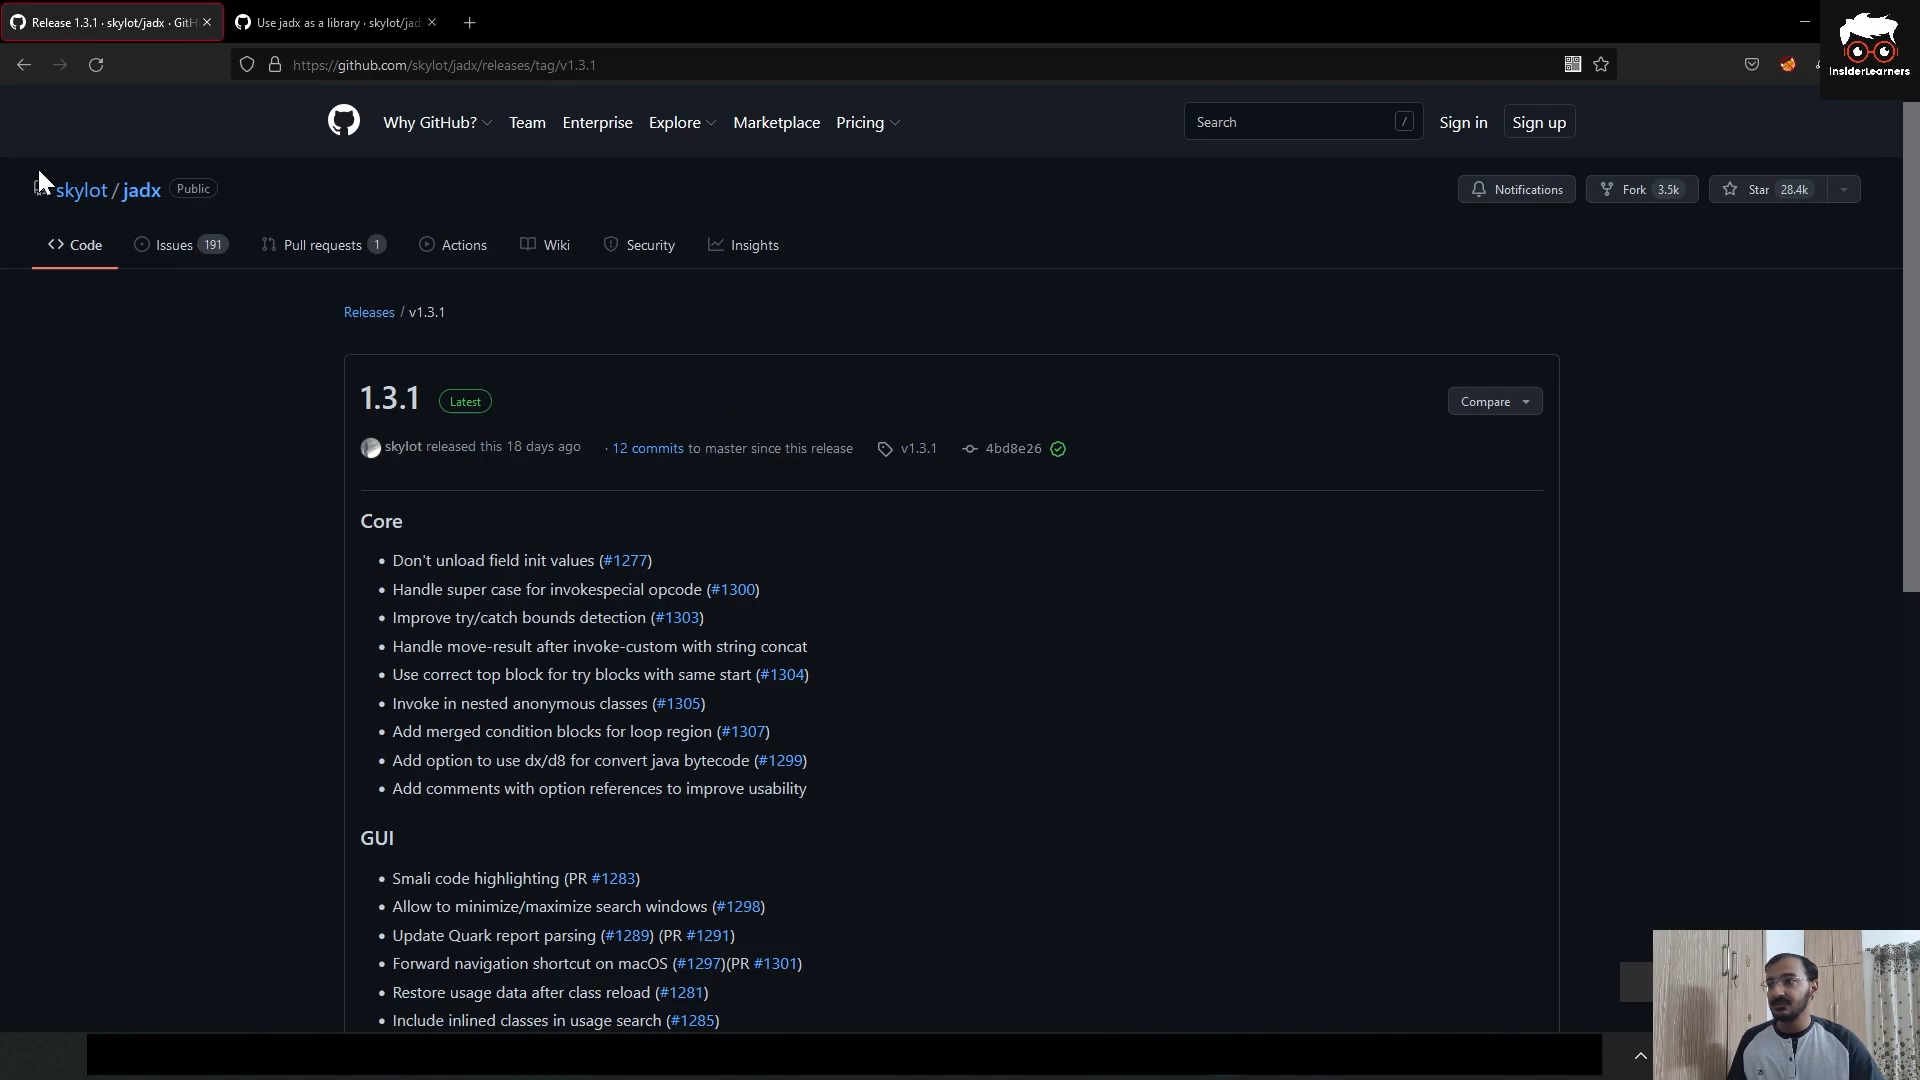 Release 1.3.1 · skylot/jadx · GitH
Use jadx as a library · skylot/jad
https://github.com/skylot/jadx/releases/tag/v1.3.1
InsIderLearners
Why GitHub?
Team
Enterprise
Explore
Marketplace
Pricing
Search
/
Sign in
Sign up
skylot / jadx Public
Notifications
Fork 3.5k
Star 28.4k
Code
Issues 191
Pull requests 1
Actions
Wiki
Security
Insights
Releases / v1.3.1
1.3.1 Latest
Compare
skylot released this 18 days ago · 12 commits to master since this release v1.3.1 4bd8e26
Core
• Don't unload field init values (#1277)
• Handle super case for invokespecial opcode (#1300)
• Improve try/catch bounds detection (#1303)
• Handle move-result after invoke-custom with string concat
• Use correct top block for try blocks with same start (#1304)
• Invoke in nested anonymous classes (#1305)
• Add merged condition blocks for loop region (#1307)
• Add option to use dx/d8 for convert java bytecode (#1299)
• Add comments with option references to improve usability
GUI
• Smali code highlighting (PR #1283)
• Allow to minimize/maximize search windows (#1298)
• Update Quark report parsing (#1289) (PR #1291)
• Forward navigation shortcut on macOS (#1297)(PR #1301)
• Restore usage data after class reload (#1281)
• Include inlined classes in usage search (#1285)